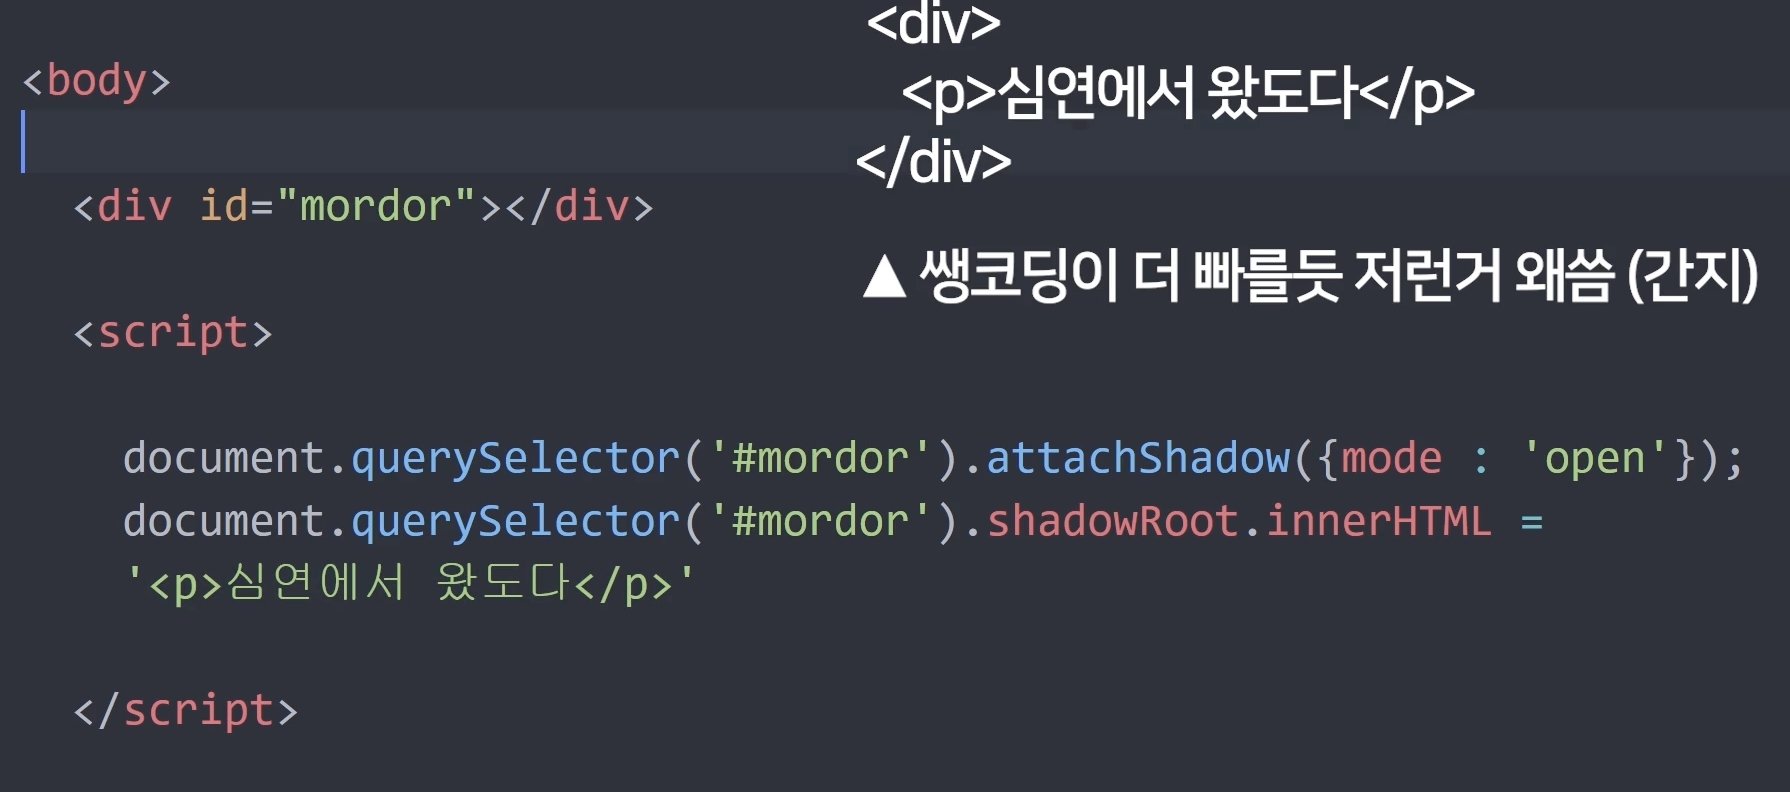 <div>
<body>
<p>심연에서 왔도다</p>
</div>
<div id="mordor"></div>
▲ 쌩코딩이 더 빠를듯 저런거 왜씀 (간지)
<script>
document.querySelector('#mordor').attachShadow({mode : 'open'});
document.querySelector('#mordor').shadowRoot.innerHTML =
'<p>심연에서 왔도다</p>'
</script>